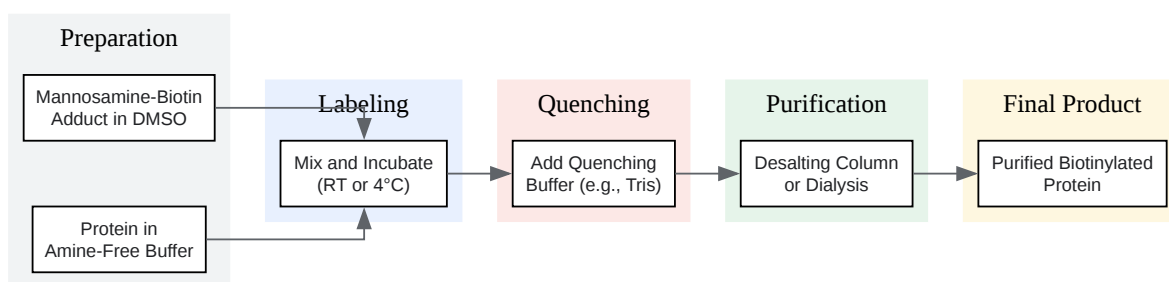 Preparation
Mannosamine-Biotin
Adduct in DMSO
Protein in
Amine-Free Buffer
Labeling
Mix and Incubate
(RT or 4°C)
Quenching
Add Quenching
Buffer (e.g., Tris)
Purification
Desalting Column
or Dialysis
Final Product
Purified Biotinylated
Protein